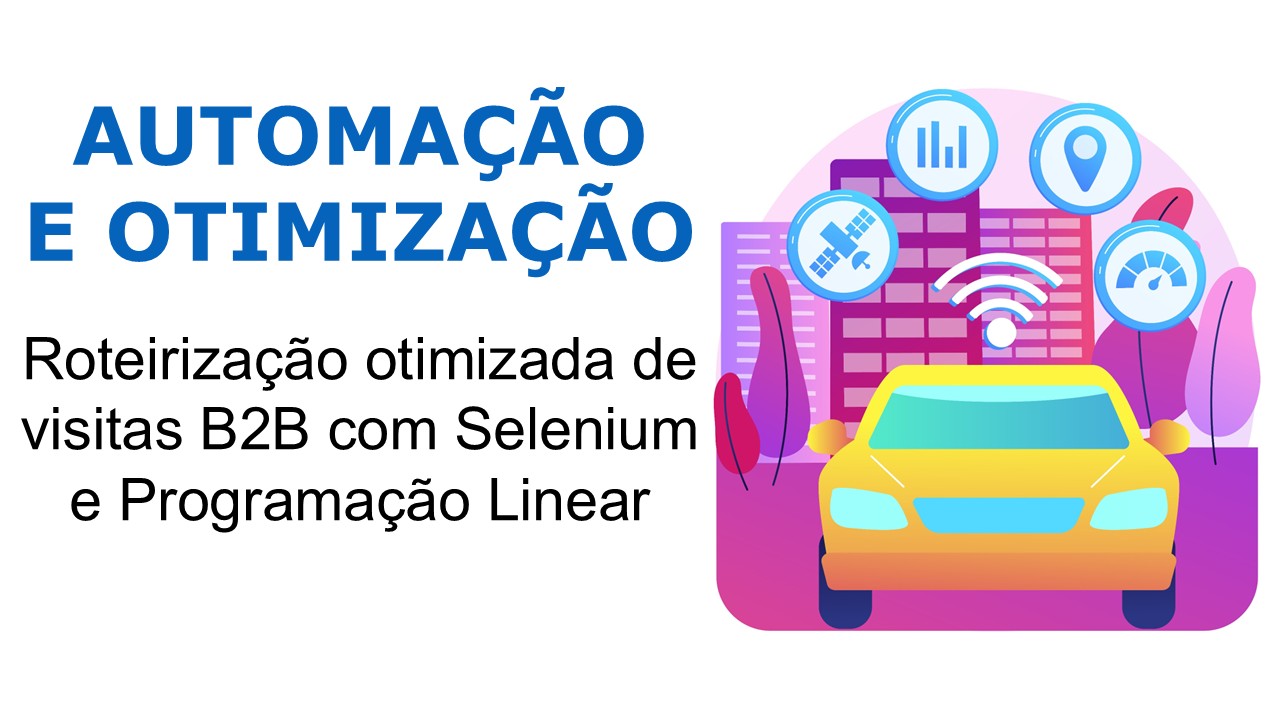 AUTOMAÇÃO
E OTIMIZAÇÃO
Roteirização otimizada de
visitas B2B com Selenium
e Programação Linear